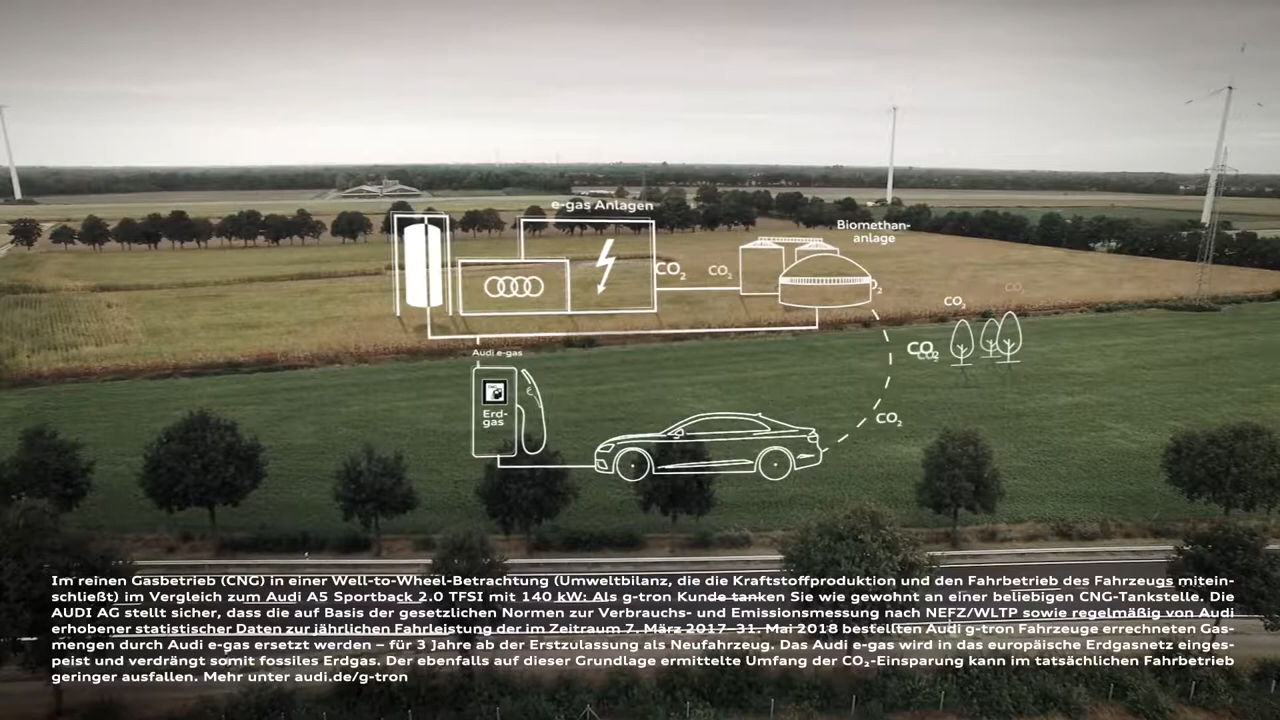 e-gas Anlagen
Biomethan-
anlage
CO₂
CO₂
CO₂
CO₂
CO₂
Audi e-gas
Erd-
gas
CO₂
Im reinen Gasbetrieb (CNG) in einer Well-to-Wheel-Betrachtung (Umweltbilanz, die die Kraftstoffproduktion und den Fahrbetrieb des Fahrzeugs mitein-
schließt) im Vergleich zum Audi A5 Sportback 2.0 TFSI mit 140 kW: Als g-tron Kunde tanken Sie wie gewohnt an einer beliebigen CNG-Tankstelle. Die
AUDI AG stellt sicher, dass die auf Basis der gesetzlichen Normen zur Verbrauchs- und Emissionsmessung nach NEFZ/WLTP sowie regelmäßig von Audi
erhobener statistischer Daten zur jährlichen Fahrleistung der im Zeitraum 7. März 2017–31. Mai 2018 bestellten Audi g-tron Fahrzeuge errechneten Gas-
mengen durch Audi e-gas ersetzt werden – für 3 Jahre ab der Erstzulassung als Neufahrzeug. Das Audi e-gas wird in das europäische Erdgasnetz einges-
peist und verdrängt somit fossiles Erdgas. Der ebenfalls auf dieser Grundlage ermittelte Umfang der CO₂-Einsparung kann im tatsächlichen Fahrbetrieb
geringer ausfallen. Mehr unter audi.de/g-tron